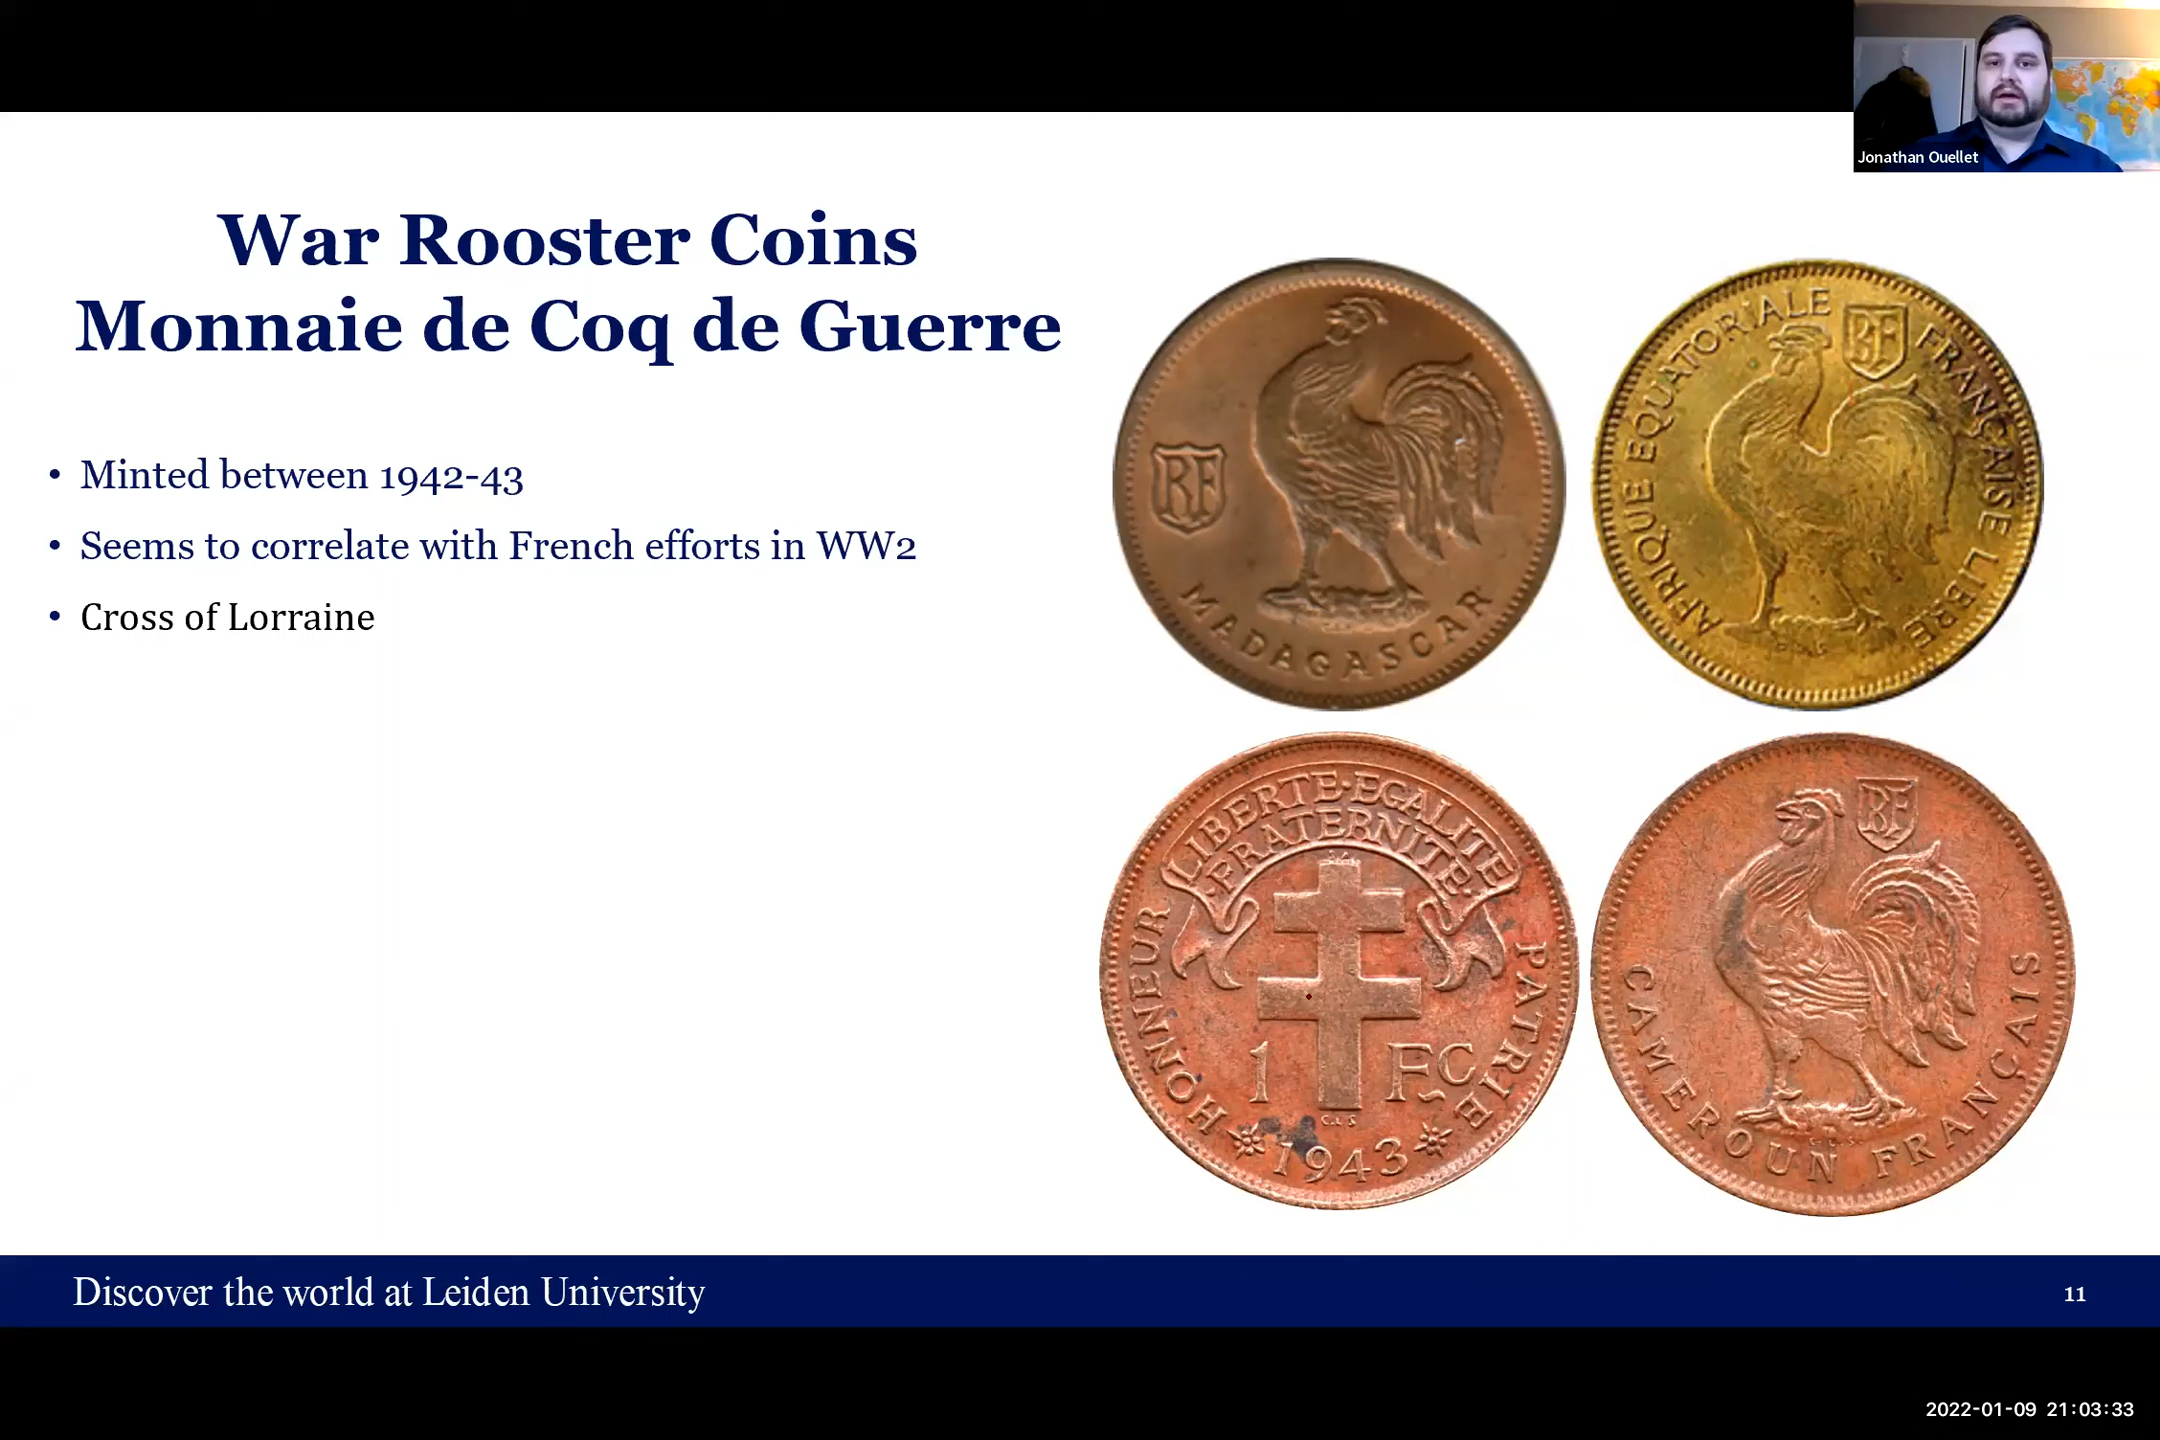 Jonathan Ouellet
War Rooster Coins
Monnaie de Coq de Guerre
• Minted between 1942-43
• Seems to correlate with French efforts in WW2
• Cross of Lorraine
RF
MADAGASCAR
AFRIQUE EQUATORIALE FRANÇAISE LIBRE
RF
LIBERTE·EGALITE
·FRATERNITE·
HONNEUR
PATRIE
1 FC
C.L.S
1943
RF
CAMEROUN FRANÇAIS
Discover the world at Leiden University
11
2022-01-09 21:03:33